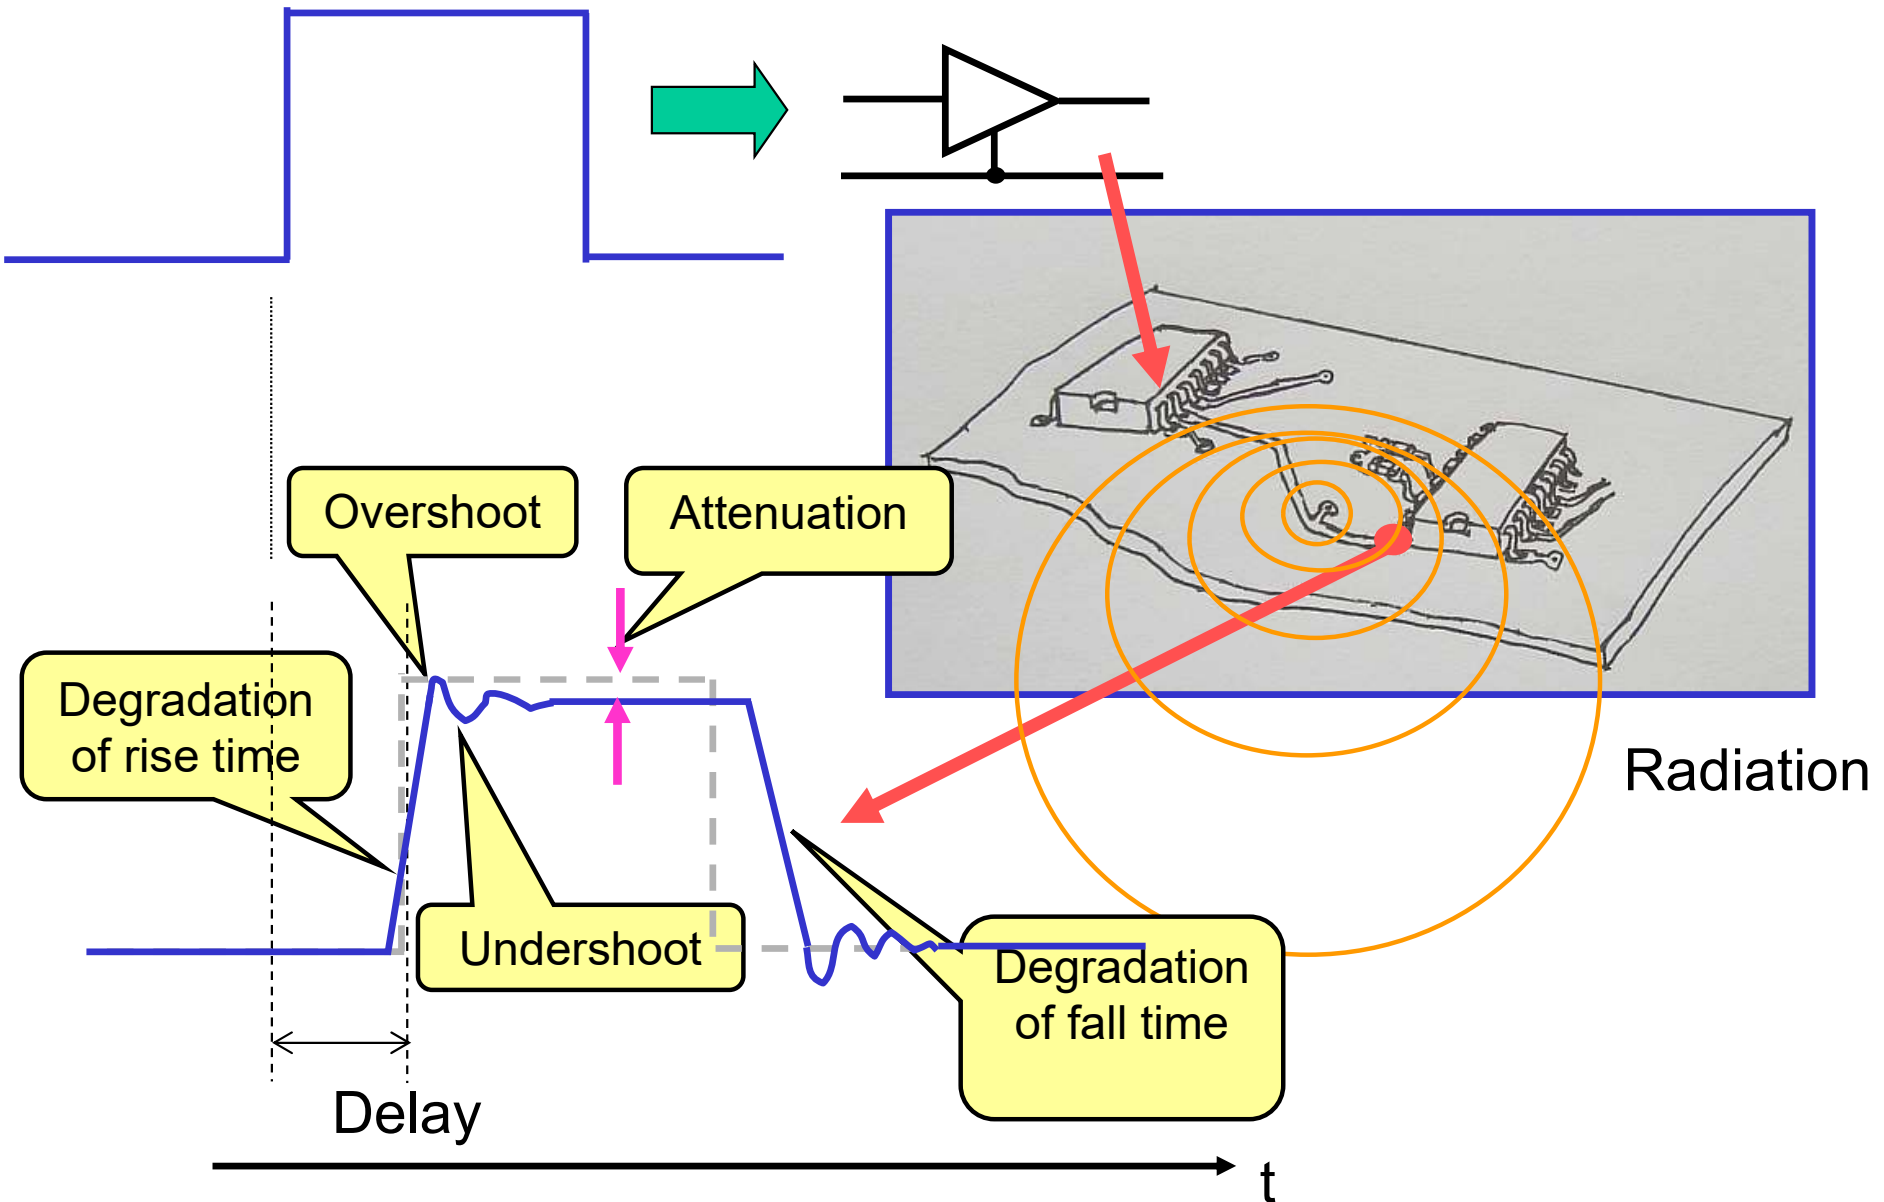 Overshoot
Attenuation
Degradation
of rise time
Radiation
Undershoot
Degradation
of fall time
Delay
t